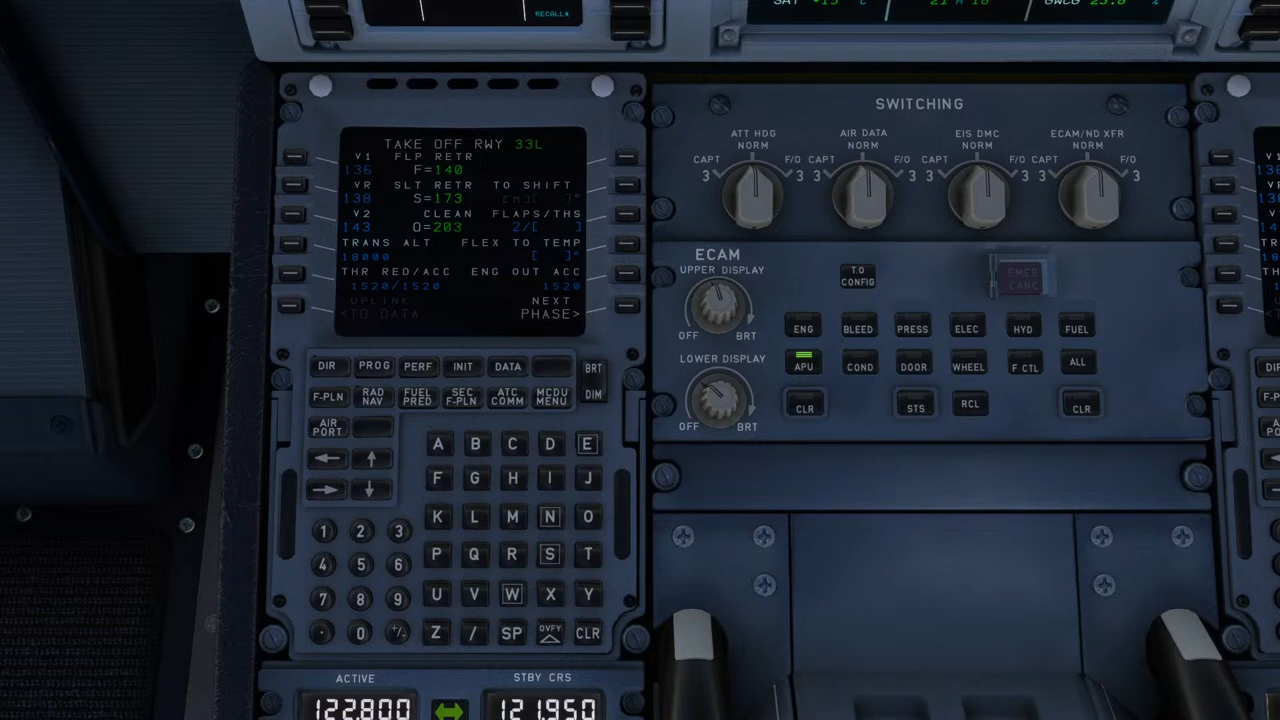 RECALL*
SAT +15 C
21 H 18
GWCG 25.0 %
TAKE OFF RWY 33L
V1 FLP RETR
136 F=140
VR SLT RETR TO SHIFT
138 S=173 [M][ ]*
V2 CLEAN FLAPS/THS
143 O=203 2/[ ]
TRANS ALT FLEX TO TEMP
18000 [ ]°
THR RED/ACC ENG OUT ACC
1520/1520 1520
UPLINK NEXT
<TO DATA PHASE>
DIR PROG PERF INIT DATA
BRT
DIM
F-PLN RAD NAV FUEL PRED SEC F-PLN ATC COMM MCDU MENU
AIR PORT
← ↑
→ ↓
A B C D E
F G H I J
K L M N O
P Q R S T
U V W X Y
Z / SP OVFY CLR
1 2 3
4 5 6
7 8 9
. 0 +/-
ACTIVE STBY CRS
122.800 121.950
SWITCHING
ATT HDG AIR DATA EIS DMC ECAM/ND XFR
NORM NORM NORM NORM
CAPT F/O CAPT F/O CAPT F/O CAPT F/O
3 3 3 3 3 3 3 3
ECAM
UPPER DISPLAY
OFF BRT
LOWER DISPLAY
OFF BRT
T.O
CONFIG
EMER
CANC
ENG BLEED PRESS ELEC HYD FUEL
APU COND DOOR WHEEL F CTL ALL
CLR STS RCL CLR
DIR
F-PLN